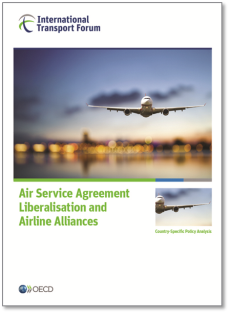 International
Transport Forum
Air Service Agreement
Liberalisation and
Airline Alliances
Country-Specific Policy Analysis
OECD